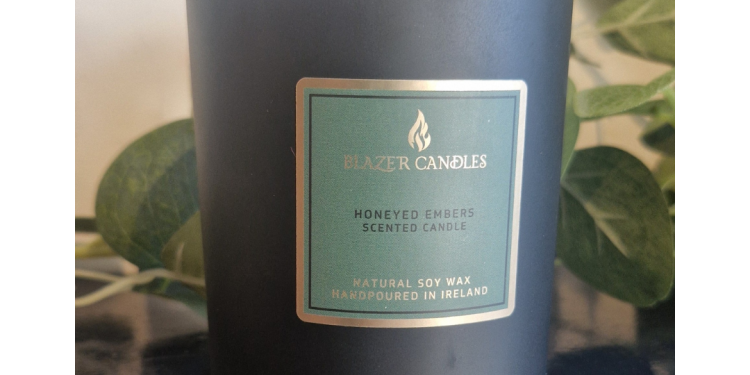 BLAZER CANDLES
HONEYED EMBERS
SCENTED CANDLE
NATURAL SOY WAX
HANDPOURED IN IRELAND